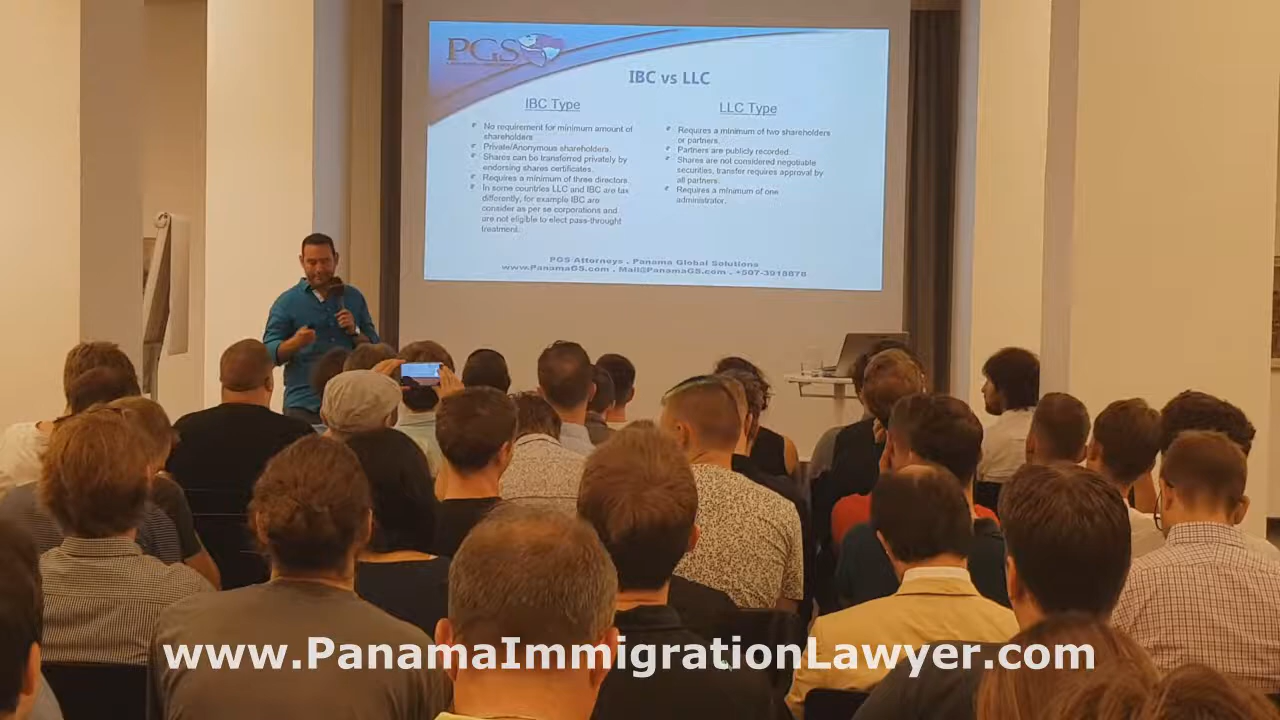 PGS
IBC vs LLC
IBC Type
No requirement for minimum amount of
shareholders
Private/Anonymous shareholders.
Shares can be transferred privately by
endorsing shares certificates.
Requires a minimum of three directors.
In some countries LLC and IBC are tax
differently, for example IBC are
consider as per se corporations and
are not eligible to elect pass-throught
treatment.
LLC Type
Requires a minimum of two shareholders
or partners.
Partners are publicly recorded.
Shares are not considered negotiable
securities, transfer requires approval by
all partners.
Requires a minimum of one
administrator.
PGS Attorneys . Panama Global Solutions
www.PanamaGS.com . Mail@PanamaGS.com . +507-3918878
www.PanamaImmigrationLawyer.com